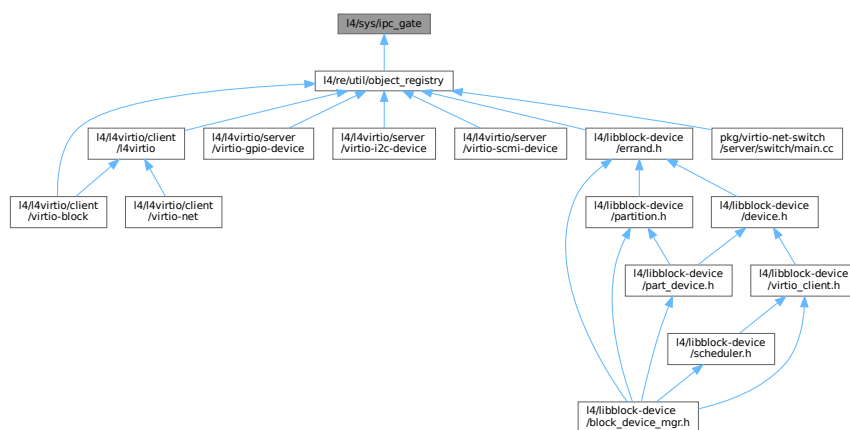 l4/sys/ipc_gate
l4/re/util/object_registry
l4/l4virtio/client
/l4virtio
l4/l4virtio/server
/virtio-gpio-device
l4/l4virtio/server
/virtio-i2c-device
l4/l4virtio/server
/virtio-scmi-device
l4/libblock-device
/errand.h
pkg/virtio-net-switch
/server/switch/main.cc
l4/l4virtio/client
/virtio-block
l4/l4virtio/client
/virtio-net
l4/libblock-device
/partition.h
l4/libblock-device
/device.h
l4/libblock-device
/part_device.h
l4/libblock-device
/virtio_client.h
l4/libblock-device
/scheduler.h
l4/libblock-device
/block_device_mgr.h